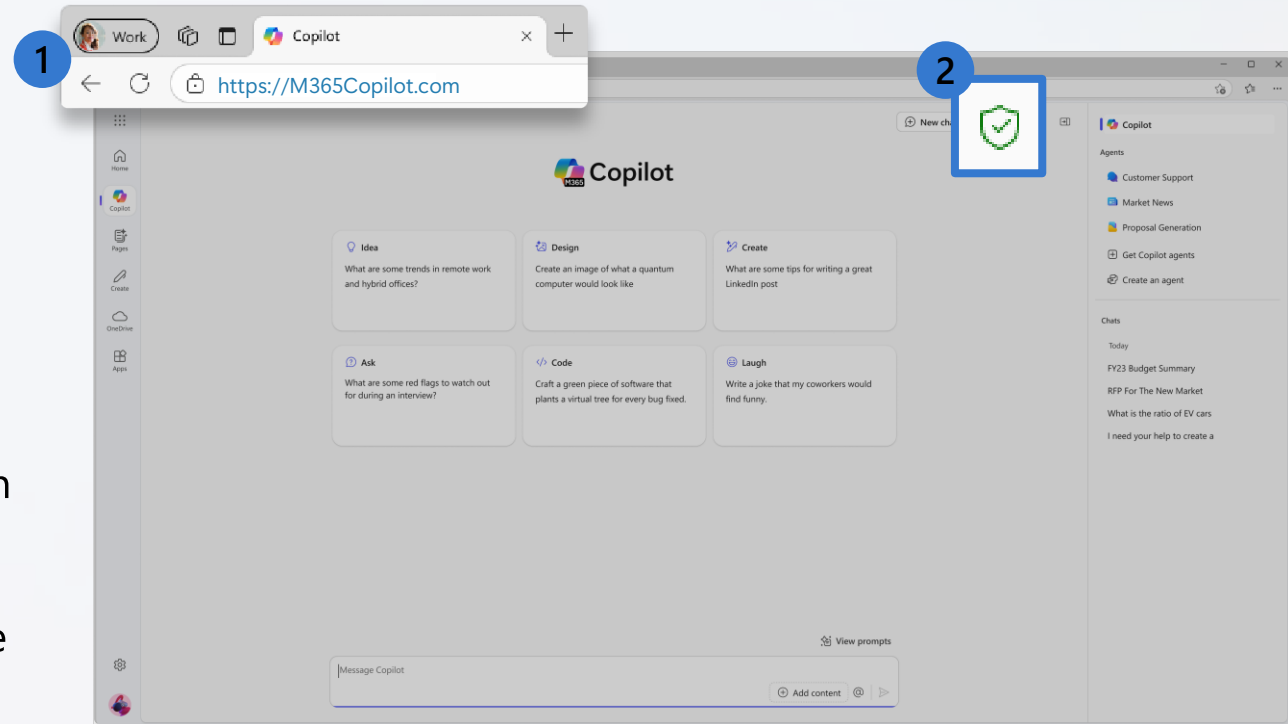 1
Work
Copilot
https://M365Copilot.com
2
New ch
Home
Copilot
Pages
Create
OneDrive
Apps
M365
Copilot
Idea
What are some trends in remote work
and hybrid offices?
Design
Create an image of what a quantum
computer would look like
Create
What are some tips for writing a great
LinkedIn post
Ask
What are some red flags to watch out
for during an interview?
Code
Craft a green piece of software that
plants a virtual tree for every bug fixed.
Laugh
Write a joke that my coworkers would
find funny.
View prompts
Message Copilot
Add content
@
Copilot
Agents
Customer Support
Market News
Proposal Generation
Get Copilot agents
Create an agent
Chats
Today
FY23 Budget Summary
RFP For The New Market
What is the ratio of EV cars
I need your help to create a
n
e